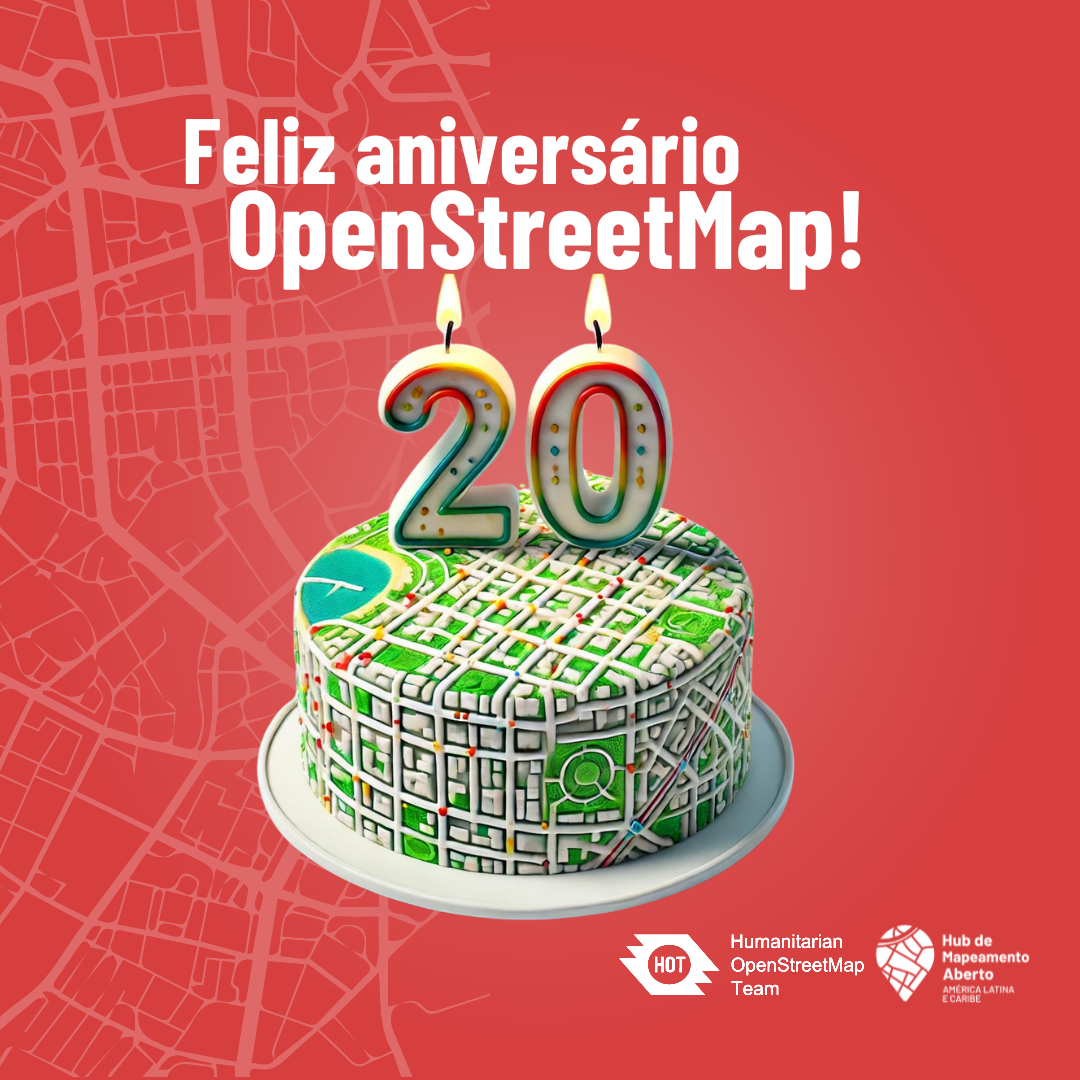 Feliz aniversário
OpenStreetMap!
20
HOT
Humanitarian
OpenStreetMap
Team
Hub de
Mapeamento
Aberto
AMÉRICA LATINA
E CARIBE